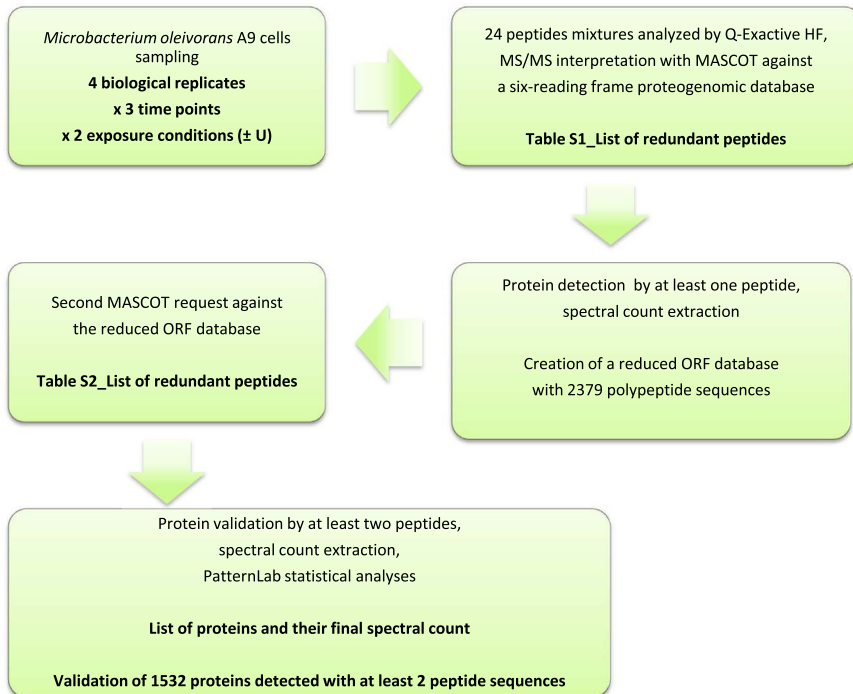 Microbacterium oleivorans A9 cells
sampling
4 biological replicates
x 3 time points
x 2 exposure conditions (± U)
24 peptides mixtures analyzed by Q-Exactive HF,
MS/MS interpretation with MASCOT against
a six-reading frame proteogenomic database
Table S1_List of redundant peptides
Protein detection by at least one peptide,
spectral count extraction
Creation of a reduced ORF database
with 2379 polypeptide sequences
Second MASCOT request against
the reduced ORF database
Table S2_List of redundant peptides
Protein validation by at least two peptides,
spectral count extraction,
PatternLab statistical analyses
List of proteins and their final spectral count
Validation of 1532 proteins detected with at least 2 peptide sequences